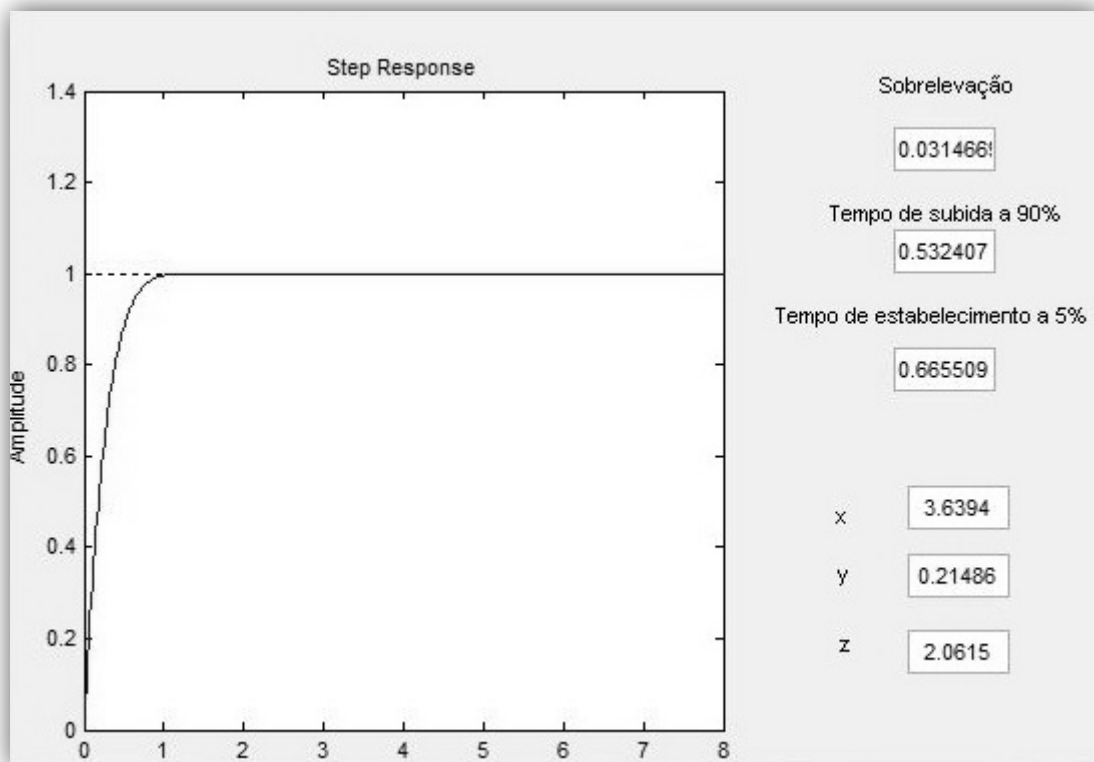 Step Response
Amplitude
1.4
1.2
1
0.8
0.6
0.4
0.2
0
0 1 2 3 4 5 6 7 8
Sobrelevação
0.031466
Tempo de subida a 90%
0.532407
Tempo de estabelecimento a 5%
0.665509
x 3.6394
y 0.21486
z 2.0615